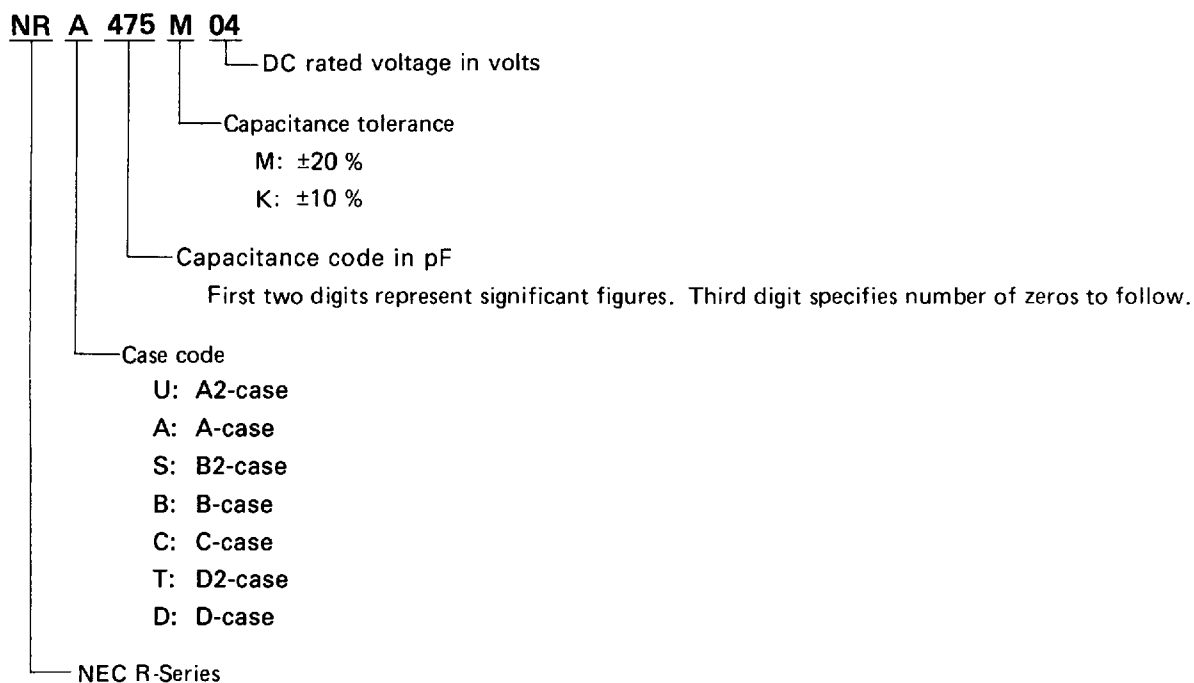 NR A 475 M 04
DC rated voltage in volts
Capacitance tolerance
M: ±20 %
K: ±10 %
Capacitance code in pF
First two digits represent significant figures. Third digit specifies number of zeros to follow.
Case code
U: A2-case
A: A-case
S: B2-case
B: B-case
C: C-case
T: D2-case
D: D-case
NEC R-Series